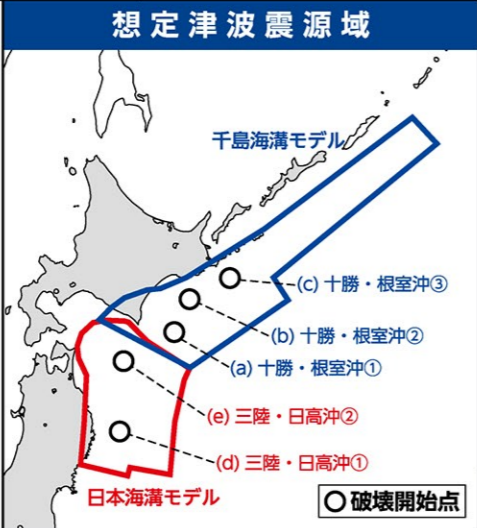 想定津波震源域
千島海溝モデル
(c) 十勝・根室沖③
(b) 十勝・根室沖②
(a) 十勝・根室沖①
(e) 三陸・日高沖②
(d) 三陸・日高沖①
日本海溝モデル
破壊開始点